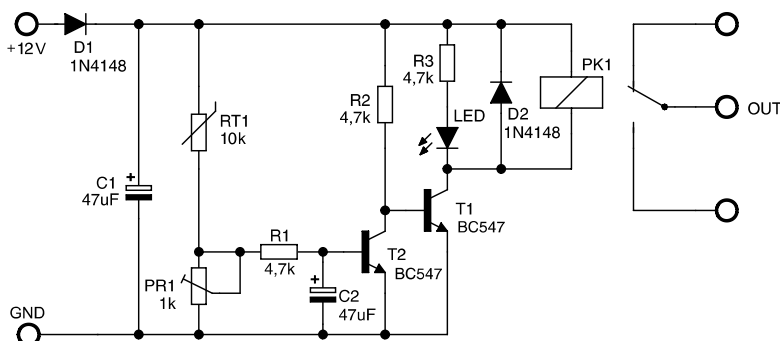 +12V
D1
1N4148
C1
+
47uF
RT1
10k
PR1
1k
R1
4,7k
+
C2
47uF
R2
4,7k
T2
BC547
R3
4,7k
LED
T1
BC547
D2
1N4148
PK1
OUT
GND